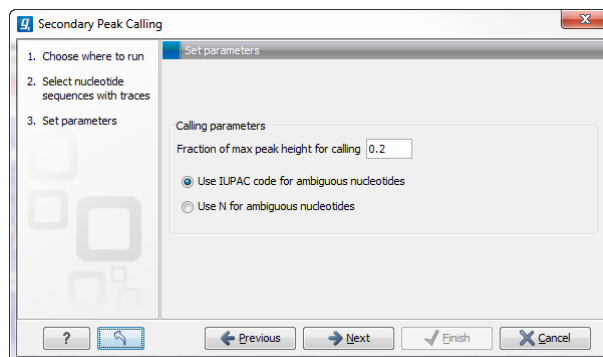 Secondary Peak Calling
1. Choose where to run
2. Select nucleotide
sequences with traces
3. Set parameters
Set parameters
Calling parameters
Fraction of max peak height for calling 0.2
Use IUPAC code for ambiguous nucleotides
Use N for ambiguous nucleotides
? Previous Next Finish Cancel